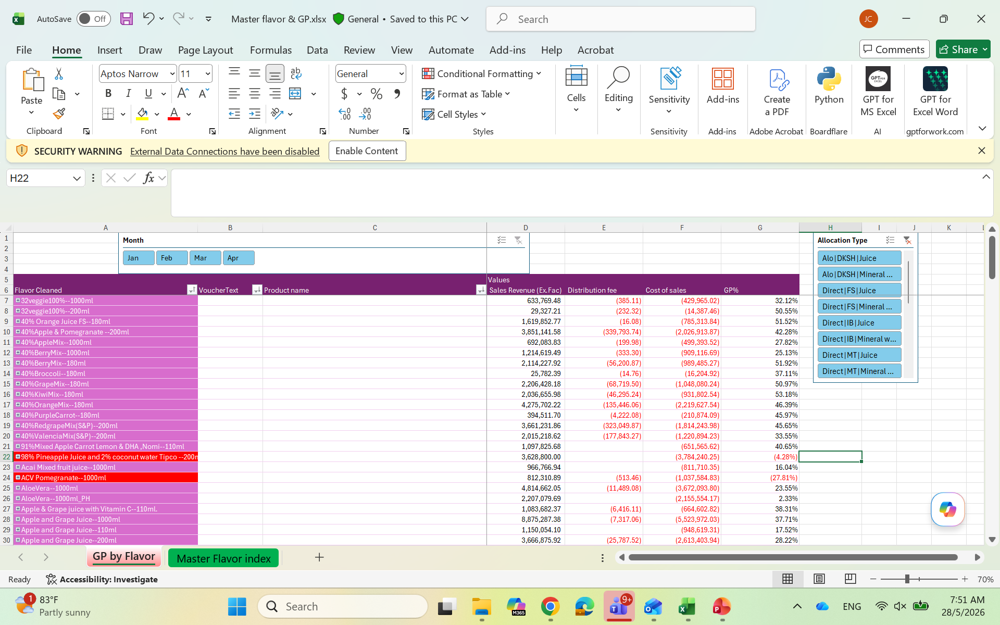 AutoSave Off Master flavor & GP.xlsx General • Saved to this PC Search JC
File Home Insert Draw Page Layout Formulas Data Review View Automate Add-ins Help Acrobat Comments Share
Paste Aptos Narrow 11 General Conditional Formatting Format as Table Cell Styles Cells Editing Sensitivity Add-ins Create a PDF Python GPT for MS Excel GPT for Excel Word
Clipboard Font Alignment Number Styles Sensitivity Add-ins Adobe Acrobat Boardflare AI gptforwork.com
SECURITY WARNING External Data Connections have been disabled Enable Content
H22 fx
A B C D E F G H I J K L
1 Month Allocation Type
2
3 Jan Feb Mar Apr Alo|DKSH|Juice
4 Alo|DKSH|Mineral ...
5 Values
6 Flavor Cleaned VoucherText Product name Sales Revenue (Ex.Fac) Distribution fee Cost of sales GP% Direct|FS|Juice
7 32veggie100%--1000ml 633,769.48 (385.11) (429,965.02) 32.12%
8 32veggie100%--200ml 29,327.21 (232.32) (14,387.46) 50.55% Direct|FS|Mineral ...
9 40% Orange Juice FS--180ml 1,619,852.77 (16.08) (785,313.84) 51.52% Direct|IB|Juice
10 40%Apple & Pomegranate --200ml 3,851,141.58 (339,793.74) (2,026,913.87) 42.28%
11 40%AppleMix--1000ml 692,083.83 (199.98) (499,393.52) 27.82% Direct|IB|Mineral w...
12 40%BerryMix--1000ml 1,214,619.49 (333.30) (909,116.69) 25.13% Direct|MT|Juice
13 40%BerryMix--180ml 2,114,227.92 (56,200.87) (989,485.27) 51.92%
14 40%Broccoli--180ml 25,782.39 (14.76) (16,204.92) 37.11% Direct|MT|Mineral ...
15 40%GrapeMix--180ml 2,206,428.18 (68,719.50) (1,048,080.24) 50.97%
16 40%KiwiMix--180ml 2,036,655.98 (46,295.24) (931,802.54) 53.18%
17 40%OrangeMix--180ml 4,275,702.22 (135,446.06) (2,219,627.54) 46.39%
18 40%PurpleCarrot--180ml 394,511.70 (4,222.08) (210,874.09) 45.97%
19 40%RedgrapeMix(S&P)--200ml 3,661,231.86 (323,049.87) (1,814,243.98) 45.65%
20 40%ValenciaMix(S&P)--200ml 2,015,218.62 (177,843.27) (1,220,894.23) 33.55%
21 91%Mixed Apple Carrot Lemon & DHA ,Nomi--110ml 1,097,825.68 (651,565.62) 40.65%
22 98% Pineapple Juice and 2% coconut water Tipco --200m 3,628,800.00 (3,784,240.25) (4.28%)
23 Acai Mixed fruit juice--1000ml 966,766.94 (811,710.35) 16.04%
24 ACV Pomegranate--1000ml 812,310.89 (513.46) (1,037,584.83) (27.81%)
25 AloeVera--1000ml 4,814,662.05 (11,489.08) (3,672,093.80) 23.55%
26 AloeVera--1000ml_PH 2,207,079.69 (2,155,554.17) 2.33%
27 Apple & Grape juice with Vitamin C--110ml. 1,083,682.37 (6,416.11) (664,602.82) 38.31%
28 Apple and Grape Juice--1000ml 8,875,287.38 (7,317.06) (5,523,972.03) 37.71%
29 Apple and Grape Juice--110ml 1,150,054.10 (948,619.31) 17.52%
30 Apple and Grape Juice--200ml 3,666,875.92 (25,787.52) (2,613,403.94) 28.22%
GP by Flavor Master Flavor index
Ready Accessibility: Investigate 70%
1 83°F Partly sunny Search M365 9+ ENG 7:51 AM
28/5/2026